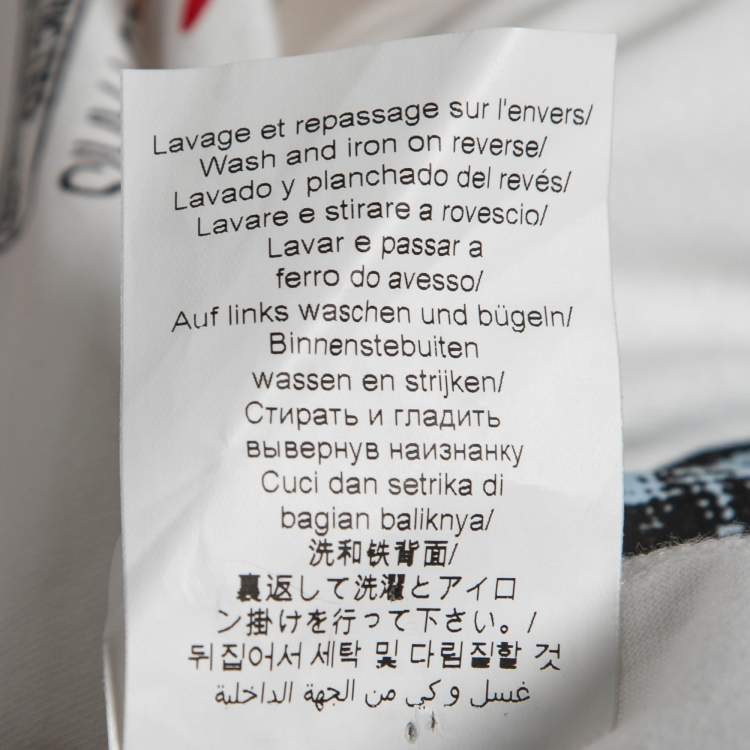 Lavage et repassage sur l'envers/
Wash and iron on reverse/
Lavado y planchado del revés/
Lavare e stirare a rovescio/
Lavar e passar a
ferro do avesso/
Auf links waschen und bügeln/
Binnenstebuiten
wassen en strijken/
Стирать и гладить
вывернув наизнанку
Cuci dan setrika di
bagian baliknya/
洗和铁背面/
裏返して洗濯とアイロ
ン掛けを行って下さい。/
뒤집어서 세탁 및 다림질할 것
غسل و كي من الجهة الداخلية